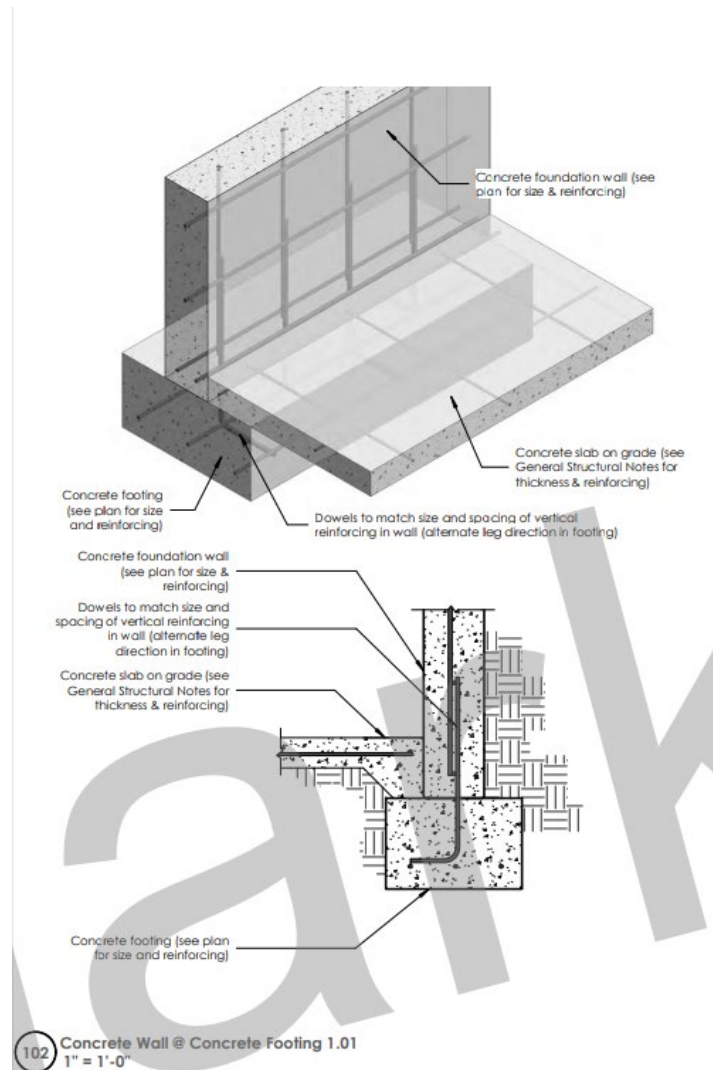 Concrete foundation wall (see
plan for size & reinforcing)
Concrete slab on grade (see
General Structural Notes for
thickness & reinforcing)
Concrete footing
(see plan for size
and reinforcing)
Dowels to match size and spacing of vertical
reinforcing in wall (alternate leg direction in footing)
Concrete foundation wall
(see plan for size &
reinforcing)
Dowels to match size and
spacing of vertical reinforcing
in wall (alternate leg
direction in footing)
Concrete slab on grade (see
General Structural Notes for
thickness & reinforcing)
Concrete footing (see plan
for size and reinforcing)
ark
102
Concrete Wall @ Concrete Footing 1.01
1" = 1'-0"